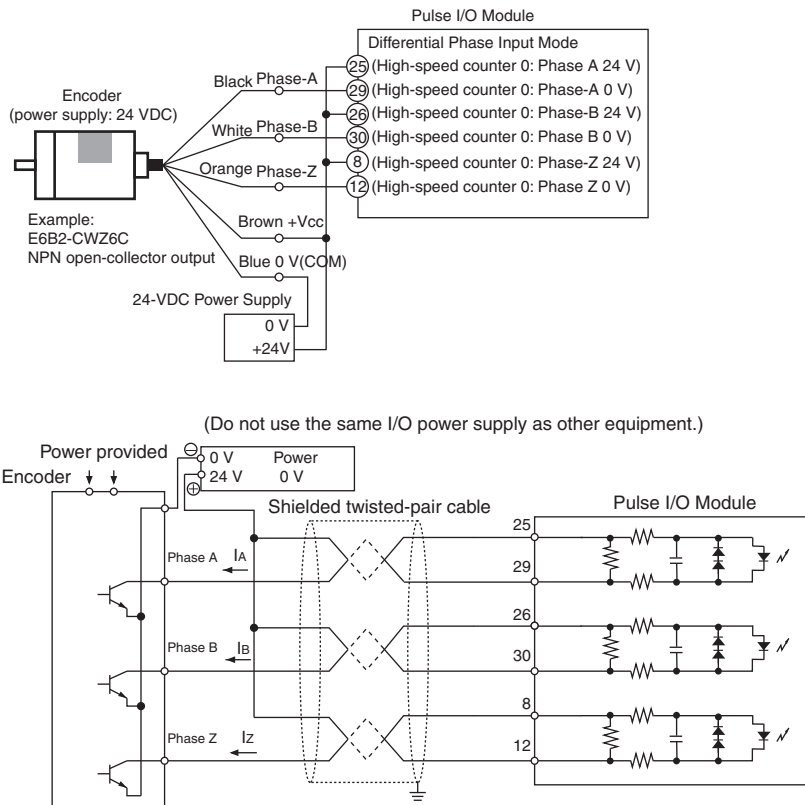 Pulse I/O Module
Differential Phase Input Mode
25 (High-speed counter 0: Phase A 24 V)
Black Phase-A
29 (High-speed counter 0: Phase-A 0 V)
Encoder
(power supply: 24 VDC)
26 (High-speed counter 0: Phase-B 24 V)
White Phase-B
30 (High-speed counter 0: Phase B 0 V)
8 (High-speed counter 0: Phase-Z 24 V)
Orange Phase-Z
12 (High-speed counter 0: Phase Z 0 V)
Example:
E6B2-CWZ6C
NPN open-collector output
Brown +Vcc
Blue 0 V(COM)
24-VDC Power Supply
0 V
+24V
(Do not use the same I/O power supply as other equipment.)
Power provided
Encoder
0 V Power
24 V 0 V
Shielded twisted-pair cable
Pulse I/O Module
25
Phase A IA
29
26
Phase B IB
30
8
Phase Z IZ
12